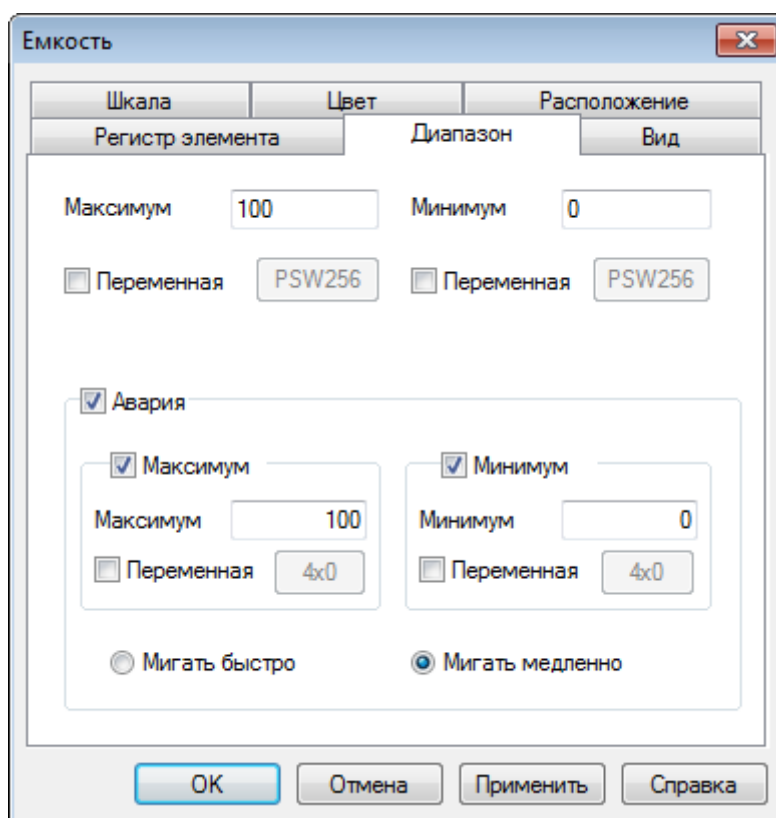 Емкость
Шкала Цвет Расположение
Регистр элемента Диапазон Вид
Максимум 100 Минимум 0
Переменная PSW256 Переменная PSW256
Авария
Максимум Минимум
Максимум 100 Минимум 0
Переменная 4x0 Переменная 4x0
Мигать быстро Мигать медленно
OK Отмена Применить Справка